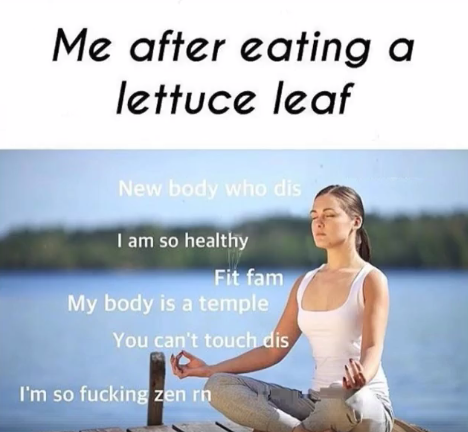 Me after eating a
lettuce leaf
New body who dis
I am so healthy
Fit fam
My body is a temple
You can't touch dis
I'm so fucking zen rn